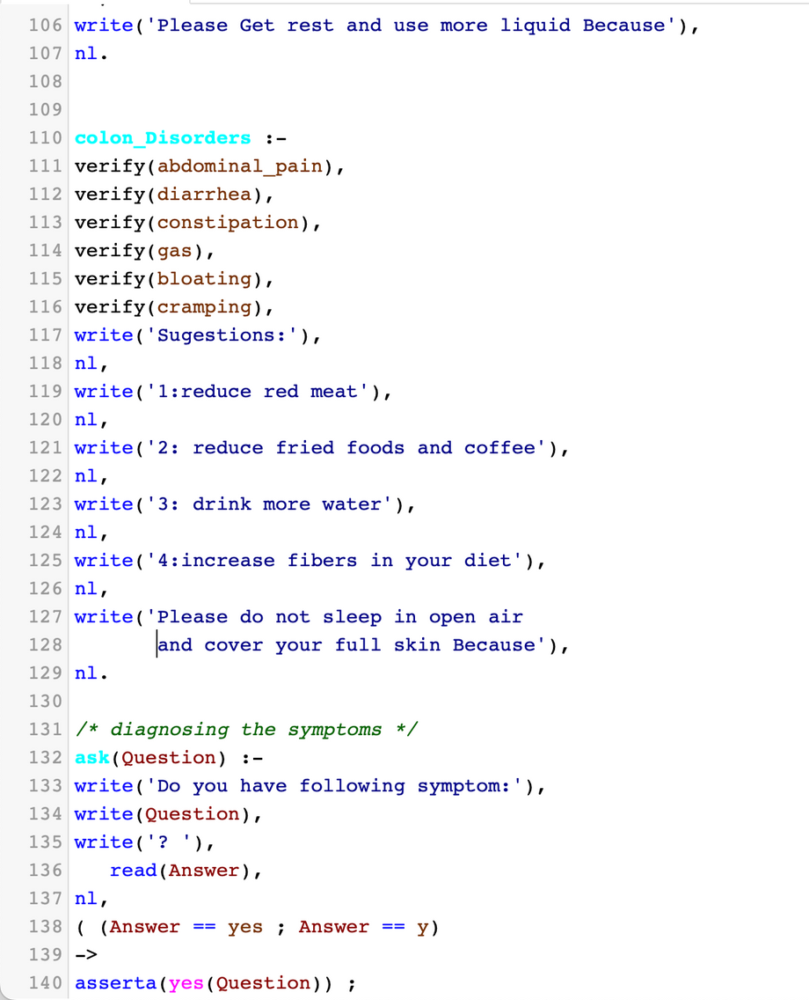 106 write('Please Get rest and use more liquid Because'),
107 nl.
108
109
110 colon_Disorders :-
111 verify(abdominal_pain),
112 verify(diarrhea),
113 verify(constipation),
114 verify(gas),
115 verify(bloating),
116 verify(cramping),
117 write('Sugestions:'),
118 nl,
119 write('1:reduce red meat'),
120 nl,
121 write('2: reduce fried foods and coffee'),
122 nl,
123 write('3: drink more water'),
124 nl,
125 write('4:increase fibers in your diet'),
126 nl,
127 write('Please do not sleep in open air
128        and cover your full skin Because'),
129 nl.
130
131 /* diagnosing the symptoms */
132 ask(Question) :-
133 write('Do you have following symptom:'),
134 write(Question),
135 write('? '),
136    read(Answer),
137 nl,
138 ( (Answer == yes ; Answer == y)
139 ->
140 asserta(yes(Question)) ;